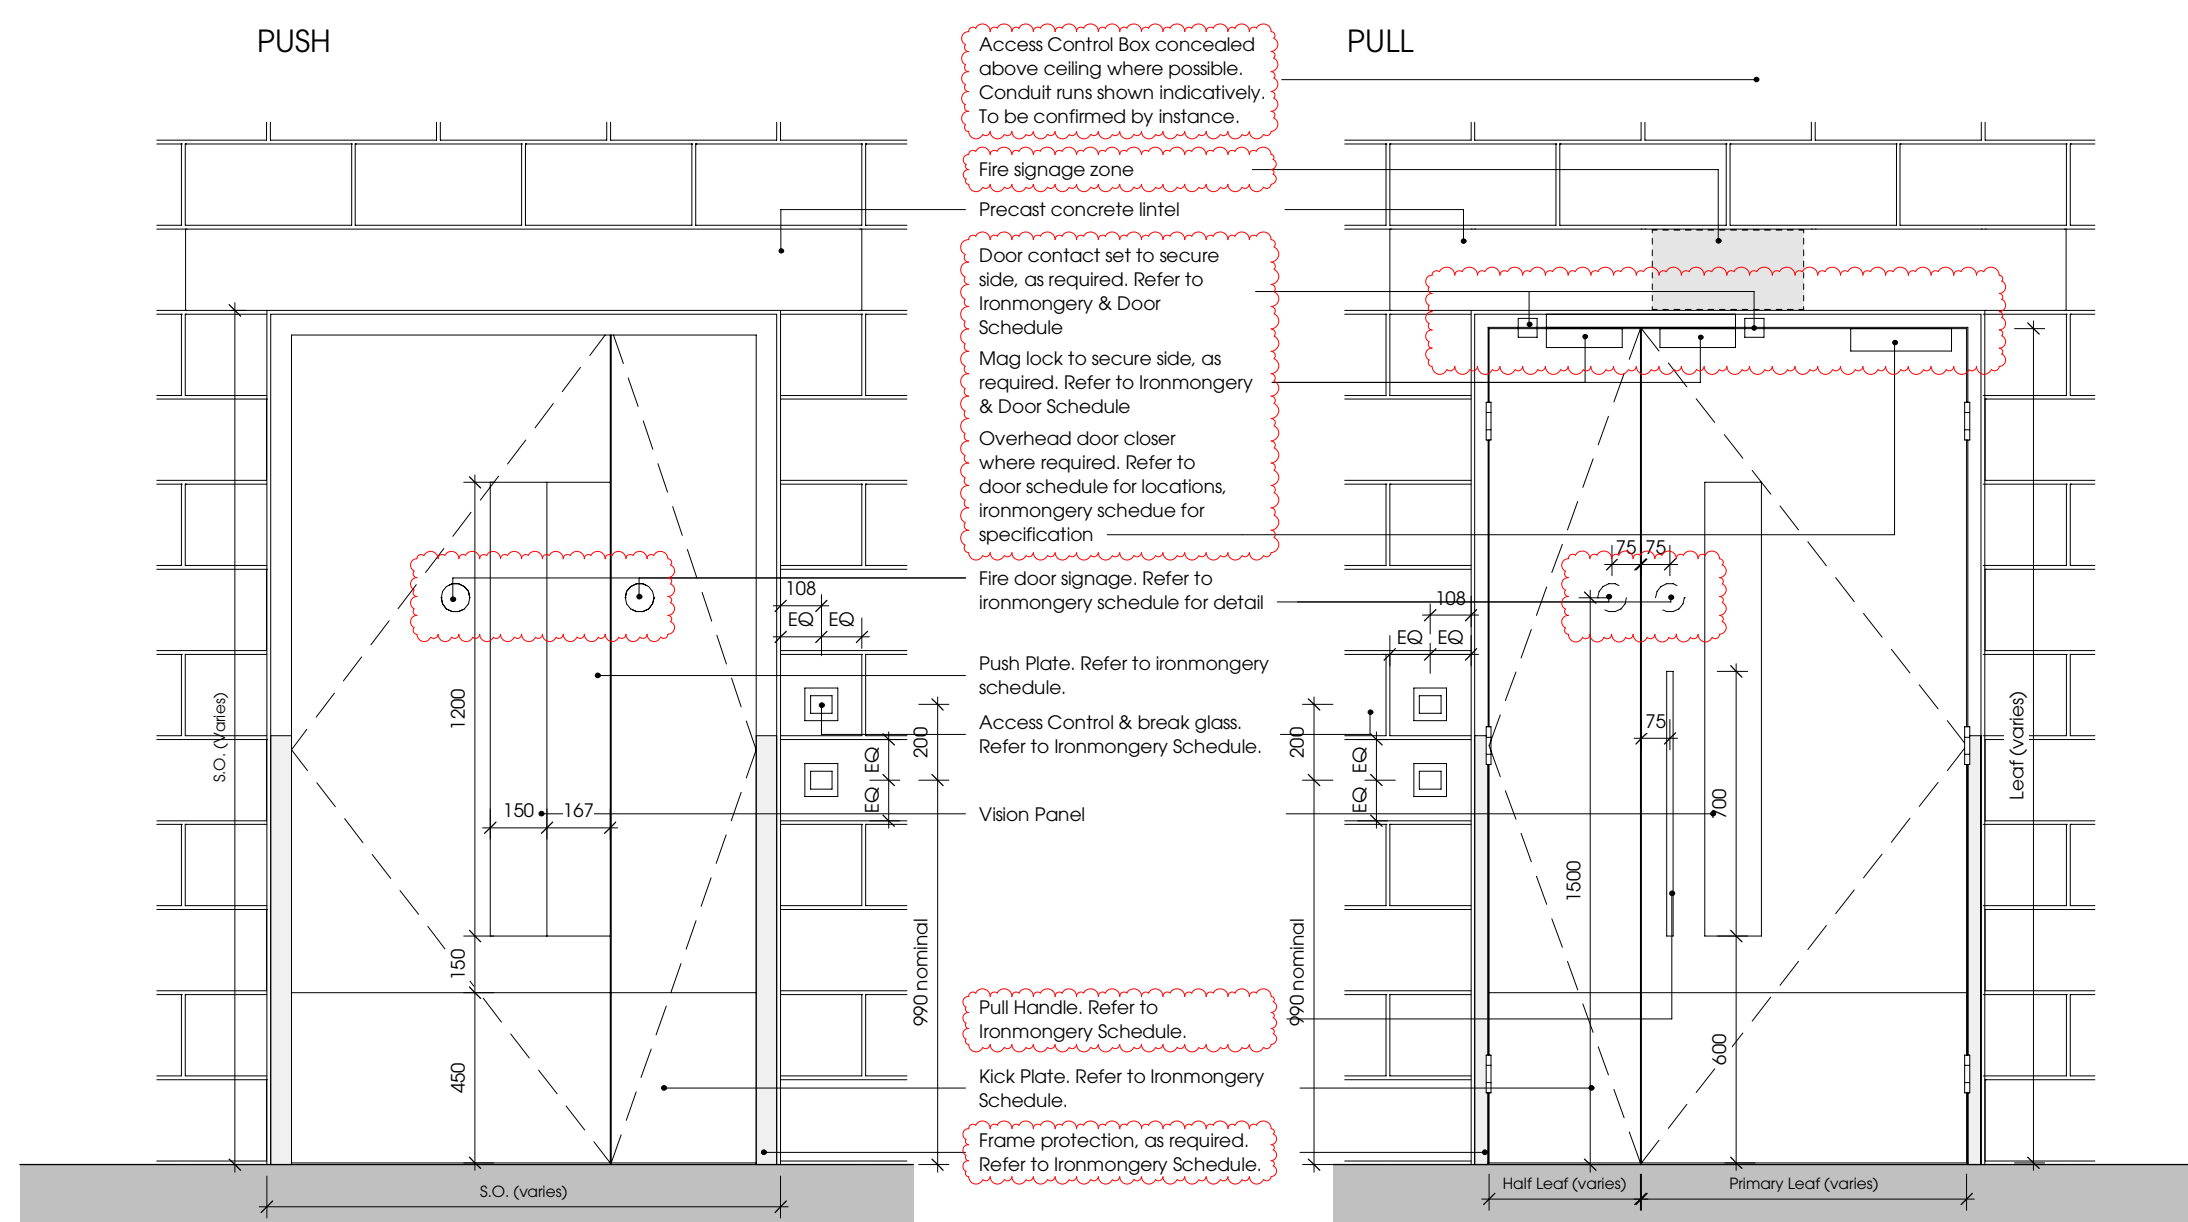 PUSH
PULL
Access Control Box concealed
above ceiling where possible.
Conduit runs shown indicatively.
To be confirmed by instance.
Fire signage zone
Precast concrete lintel
Door contact set to secure
side, as required. Refer to
Ironmongery & Door
Schedule
Mag lock to secure side, as
required. Refer to Ironmongery
& Door Schedule
Overhead door closer
where required. Refer to
door schedule for locations,
ironmongery schedue for
specification
Fire door signage. Refer to
ironmongery schedule for detail
Push Plate. Refer to ironmongery
schedule.
Access Control & break glass.
Refer to Ironmongery Schedule.
Vision Panel
Pull Handle. Refer to
Ironmongery Schedule.
Kick Plate. Refer to Ironmongery
Schedule.
Frame protection, as required.
Refer to Ironmongery Schedule.
S.O. (Varies)
1200
150
450
150
167
108
EQ
EQ
EQ
EQ
200
990 nominal
S.O. (varies)
75
75
108
EQ
EQ
200
EQ
EQ
990 nominal
75
700
1500
600
Leaf (varies)
Half Leaf (varies)
Primary Leaf (varies)